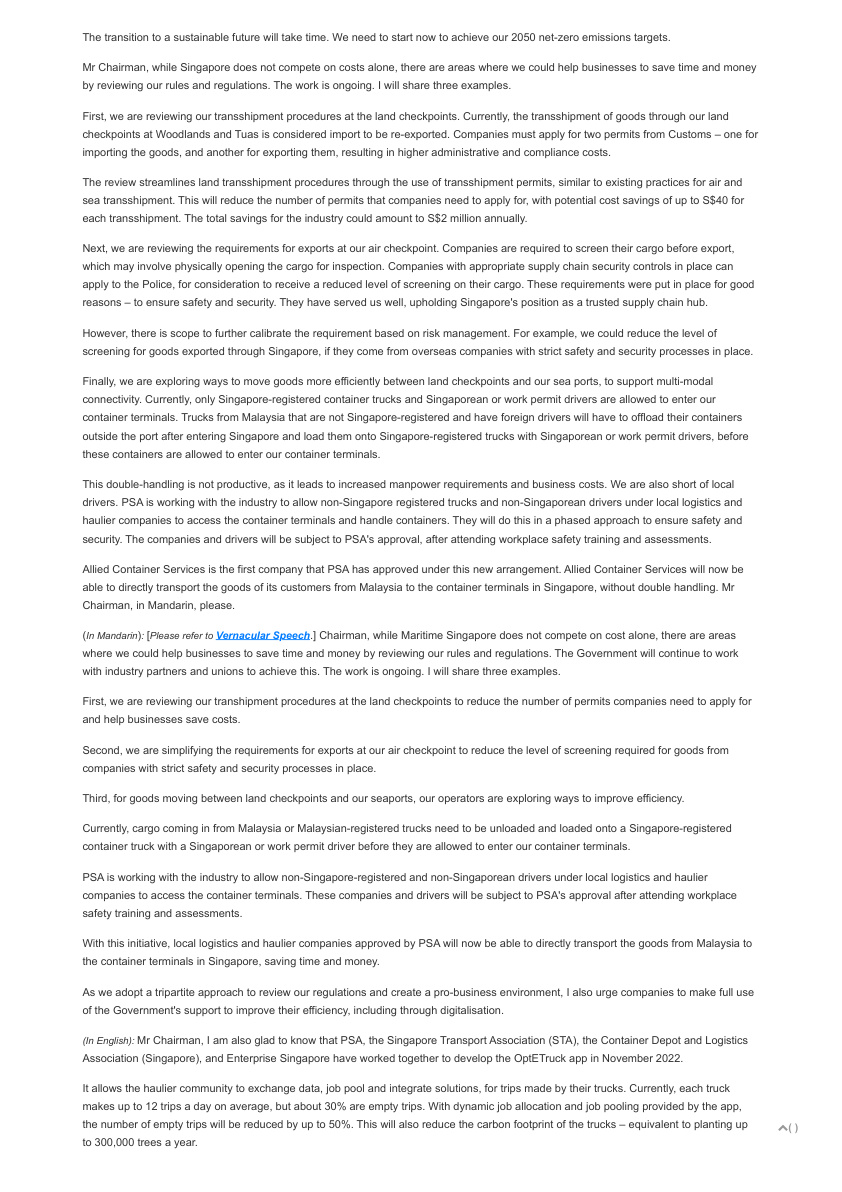 The transition to a sustainable future will take time. We need to start now to achieve our 2050 net-zero emissions targets.
Mr Chairman, while Singapore does not compete on costs alone, there are areas where we could help businesses to save time and money
by reviewing our rules and regulations. The work is ongoing. I will share three examples.
First, we are reviewing our transshipment procedures at the land checkpoints. Currently, the transshipment of goods through our land
checkpoints at Woodlands and Tuas is considered import to be re-exported. Companies must apply for two permits from Customs – one for
importing the goods, and another for exporting them, resulting in higher administrative and compliance costs.
The review streamlines land transshipment procedures through the use of transshipment permits, similar to existing practices for air and
sea transshipment. This will reduce the number of permits that companies need to apply for, with potential cost savings of up to S$40 for
each transshipment. The total savings for the industry could amount to S$2 million annually.
Next, we are reviewing the requirements for exports at our air checkpoint. Companies are required to screen their cargo before export,
which may involve physically opening the cargo for inspection. Companies with appropriate supply chain security controls in place can
apply to the Police, for consideration to receive a reduced level of screening on their cargo. These requirements were put in place for good
reasons – to ensure safety and security. They have served us well, upholding Singapore's position as a trusted supply chain hub.
However, there is scope to further calibrate the requirement based on risk management. For example, we could reduce the level of
screening for goods exported through Singapore, if they come from overseas companies with strict safety and security processes in place.
Finally, we are exploring ways to move goods more efficiently between land checkpoints and our sea ports, to support multi-modal
connectivity. Currently, only Singapore-registered container trucks and Singaporean or work permit drivers are allowed to enter our
container terminals. Trucks from Malaysia that are not Singapore-registered and have foreign drivers will have to offload their containers
outside the port after entering Singapore and load them onto Singapore-registered trucks with Singaporean or work permit drivers, before
these containers are allowed to enter our container terminals.
This double-handling is not productive, as it leads to increased manpower requirements and business costs. We are also short of local
drivers. PSA is working with the industry to allow non-Singapore registered trucks and non-Singaporean drivers under local logistics and
haulier companies to access the container terminals and handle containers. They will do this in a phased approach to ensure safety and
security. The companies and drivers will be subject to PSA's approval, after attending workplace safety training and assessments.
Allied Container Services is the first company that PSA has approved under this new arrangement. Allied Container Services will now be
able to directly transport the goods of its customers from Malaysia to the container terminals in Singapore, without double handling. Mr
Chairman, in Mandarin, please.
(In Mandarin): [Please refer to Vernacular Speech.] Chairman, while Maritime Singapore does not compete on cost alone, there are areas
where we could help businesses to save time and money by reviewing our rules and regulations. The Government will continue to work
with industry partners and unions to achieve this. The work is ongoing. I will share three examples.
First, we are reviewing our transhipment procedures at the land checkpoints to reduce the number of permits companies need to apply for
and help businesses save costs.
Second, we are simplifying the requirements for exports at our air checkpoint to reduce the level of screening required for goods from
companies with strict safety and security processes in place.
Third, for goods moving between land checkpoints and our seaports, our operators are exploring ways to improve efficiency.
Currently, cargo coming in from Malaysia or Malaysian-registered trucks need to be unloaded and loaded onto a Singapore-registered
container truck with a Singaporean or work permit driver before they are allowed to enter our container terminals.
PSA is working with the industry to allow non-Singapore-registered and non-Singaporean drivers under local logistics and haulier
companies to access the container terminals. These companies and drivers will be subject to PSA's approval after attending workplace
safety training and assessments.
With this initiative, local logistics and haulier companies approved by PSA will now be able to directly transport the goods from Malaysia to
the container terminals in Singapore, saving time and money.
As we adopt a tripartite approach to review our regulations and create a pro-business environment, I also urge companies to make full use
of the Government's support to improve their efficiency, including through digitalisation.
(In English): Mr Chairman, I am also glad to know that PSA, the Singapore Transport Association (STA), the Container Depot and Logistics
Association (Singapore), and Enterprise Singapore have worked together to develop the OptETruck app in November 2022.
It allows the haulier community to exchange data, job pool and integrate solutions, for trips made by their trucks. Currently, each truck
makes up to 12 trips a day on average, but about 30% are empty trips. With dynamic job allocation and job pooling provided by the app,
the number of empty trips will be reduced by up to 50%. This will also reduce the carbon footprint of the trucks – equivalent to planting up
to 300,000 trees a year.
( )